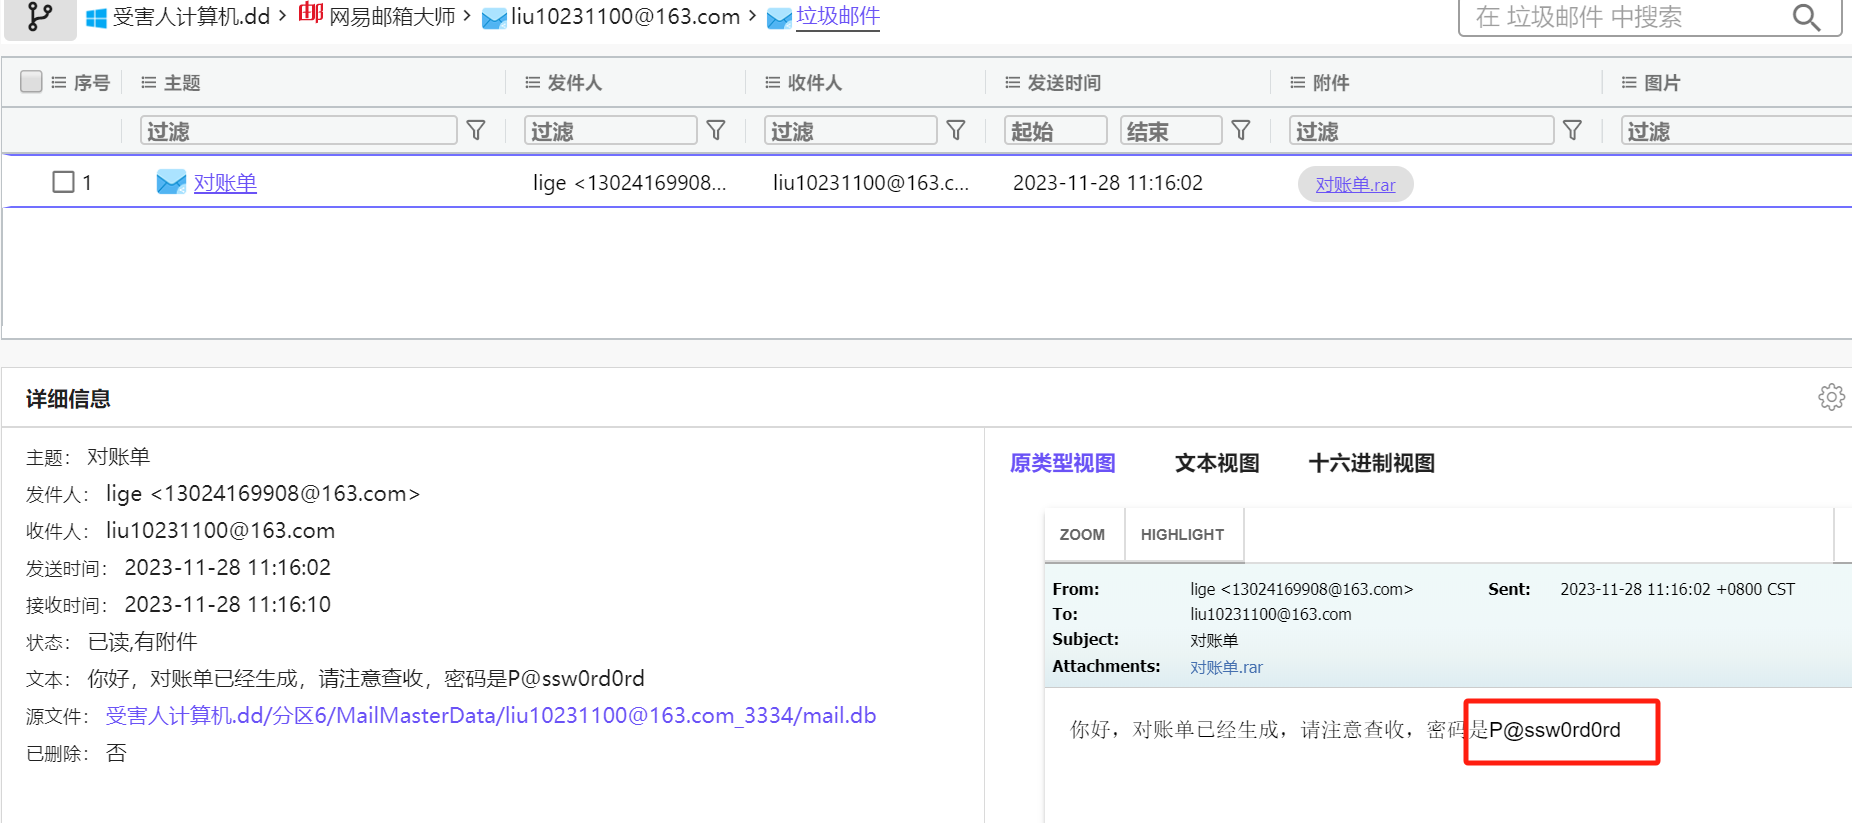 受害人计算机.dd > 邮 网易邮箱大师 > liu10231100@163.com > 垃圾邮件
在 垃圾邮件 中搜索
序号 主题 发件人 收件人 发送时间 附件 图片
过滤 过滤 过滤 起始 结束 过滤 过滤
1 对账单 lige <13024169908... liu10231100@163.c... 2023-11-28 11:16:02 对账单.rar
详细信息
主题： 对账单
发件人： lige <13024169908@163.com>
收件人： liu10231100@163.com
发送时间： 2023-11-28 11:16:02
接收时间： 2023-11-28 11:16:10
状态： 已读,有附件
文本： 你好，对账单已经生成，请注意查收，密码是P@ssw0rd0rd
源文件： 受害人计算机.dd/分区6/MailMasterData/liu10231100@163.com_3334/mail.db
已删除： 否
原类型视图 文本视图 十六进制视图
ZOOM HIGHLIGHT
From: lige <13024169908@163.com> Sent: 2023-11-28 11:16:02 +0800 CST
To: liu10231100@163.com
Subject: 对账单
Attachments: 对账单.rar
你好，对账单已经生成，请注意查收，密码是P@ssw0rd0rd